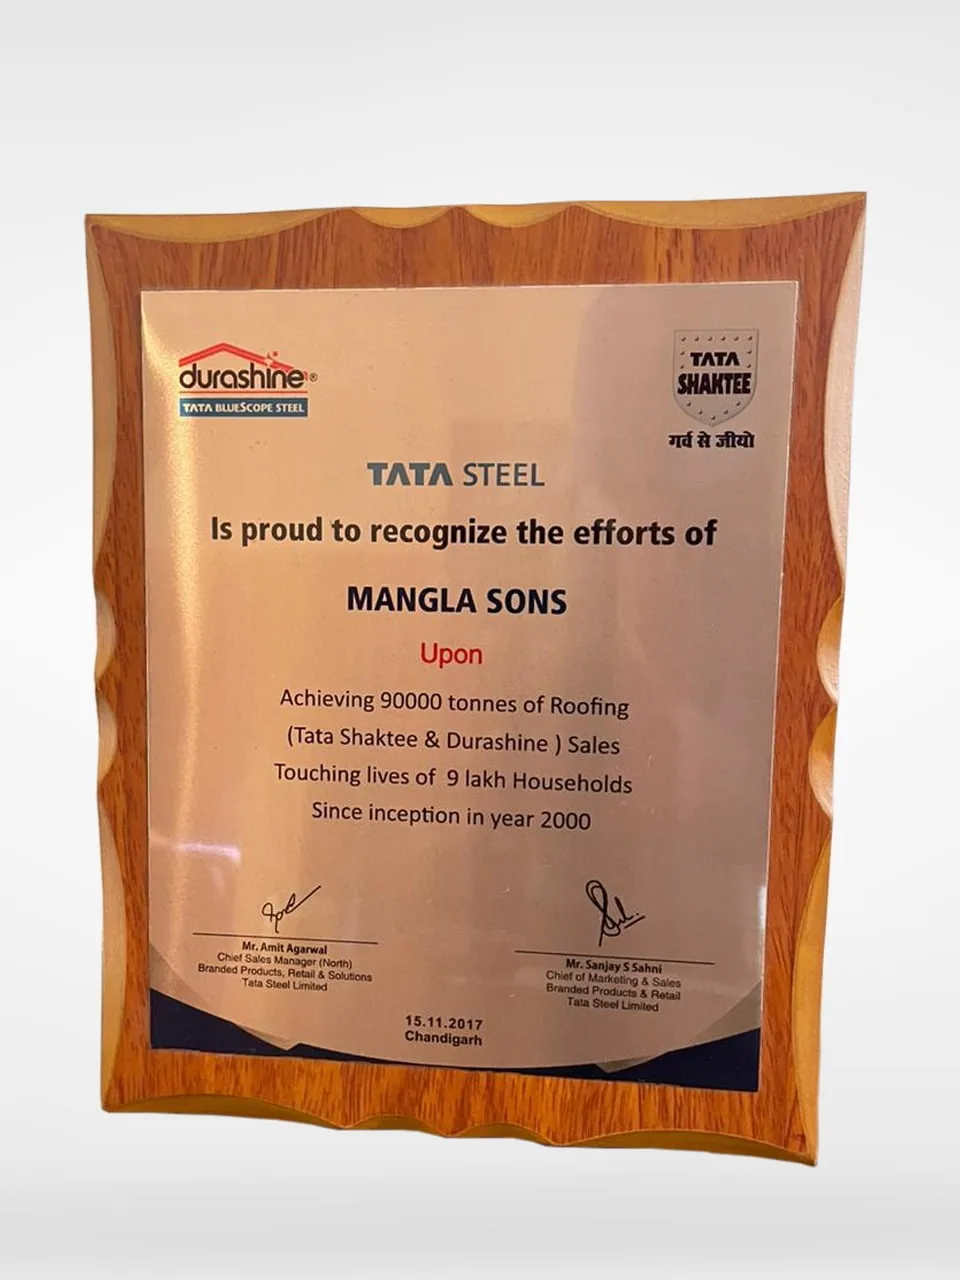 durashine®
TATA BLUESCOPE STEEL
TATA
SHAKTEE
गर्व से जीयो
TATA STEEL
Is proud to recognize the efforts of
MANGLA SONS
Upon
Achieving 90000 tonnes of Roofing
(Tata Shaktee & Durashine ) Sales
Touching lives of 9 lakh Households
Since inception in year 2000
Mr. Amit Agarwal
Chief Sales Manager (North)
Branded Products, Retail & Solutions
Tata Steel Limited
Mr. Sanjay S Sahni
Chief of Marketing & Sales
Branded Products & Retail
Tata Steel Limited
15.11.2017
Chandigarh